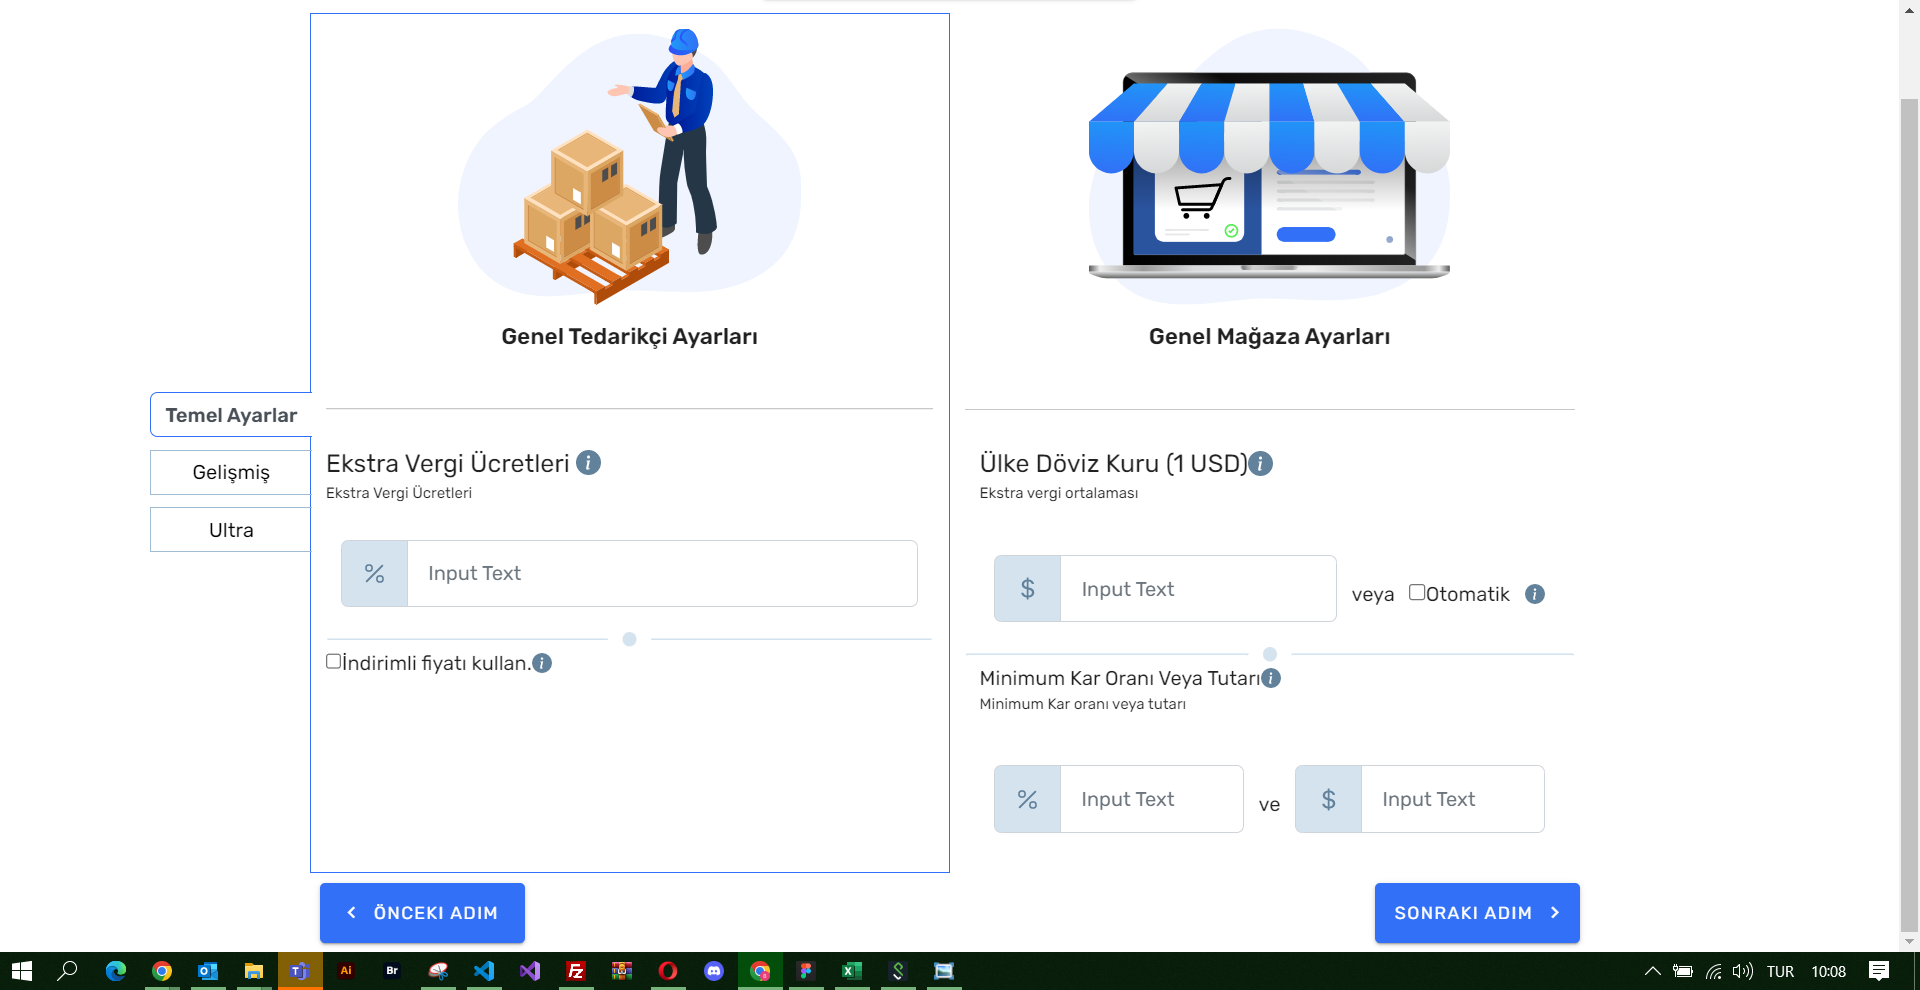 Genel Tedarikçi Ayarları
Genel Mağaza Ayarları
Temel Ayarlar
Gelişmiş
Ultra
Ekstra Vergi Ücretleri
Ekstra Vergi Ücretleri
% Input Text
İndirimli fiyatı kullan.
Ülke Döviz Kuru (1 USD)
Ekstra vergi ortalaması
$ Input Text veya Otomatik
Minimum Kar Oranı Veya Tutarı
Minimum Kar oranı veya tutarı
% Input Text ve $ Input Text
ÖNCEKI ADIM
SONRAKI ADIM
TUR 10:08